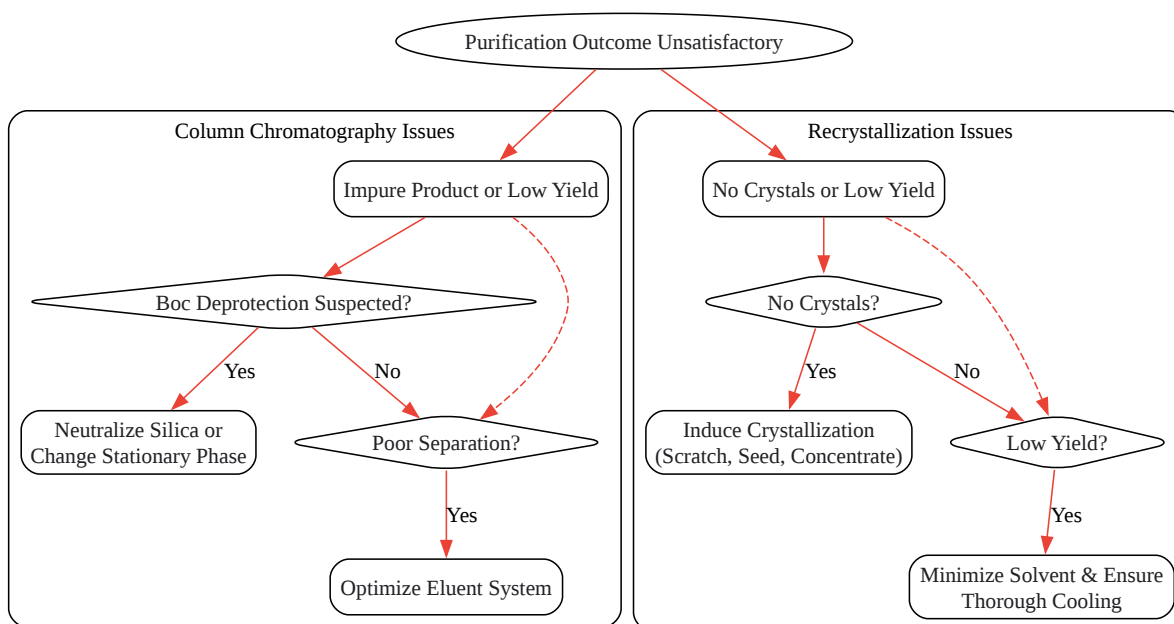 Purification Outcome Unsatisfactory
Column Chromatography Issues
Impure Product or Low Yield
Boc Deprotection Suspected?
Yes
No
Neutralize Silica or
Change Stationary Phase
Poor Separation?
Yes
Optimize Eluent System
Recrystallization Issues
No Crystals or Low Yield
No Crystals?
Yes
No
Induce Crystallization
(Scratch, Seed, Concentrate)
Low Yield?
Yes
Minimize Solvent & Ensure
Thorough Cooling